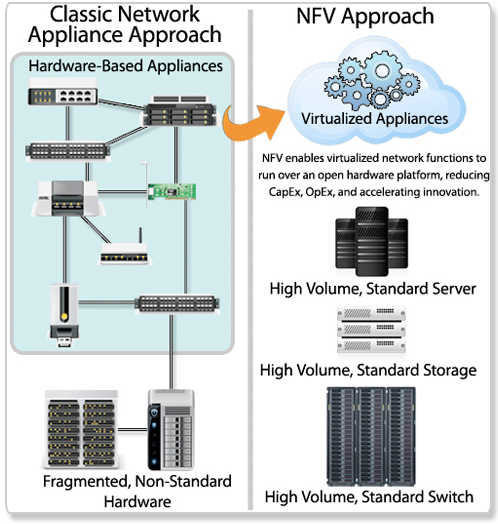 Classic Network
Appliance Approach
Hardware-Based Appliances
Fragmented, Non-Standard
Hardware
NFV Approach
Virtualized Appliances
NFV enables virtualized network functions to
run over an open hardware platform, reducing
CapEx, OpEx, and accelerating innovation.
High Volume, Standard Server
High Volume, Standard Storage
High Volume, Standard Switch